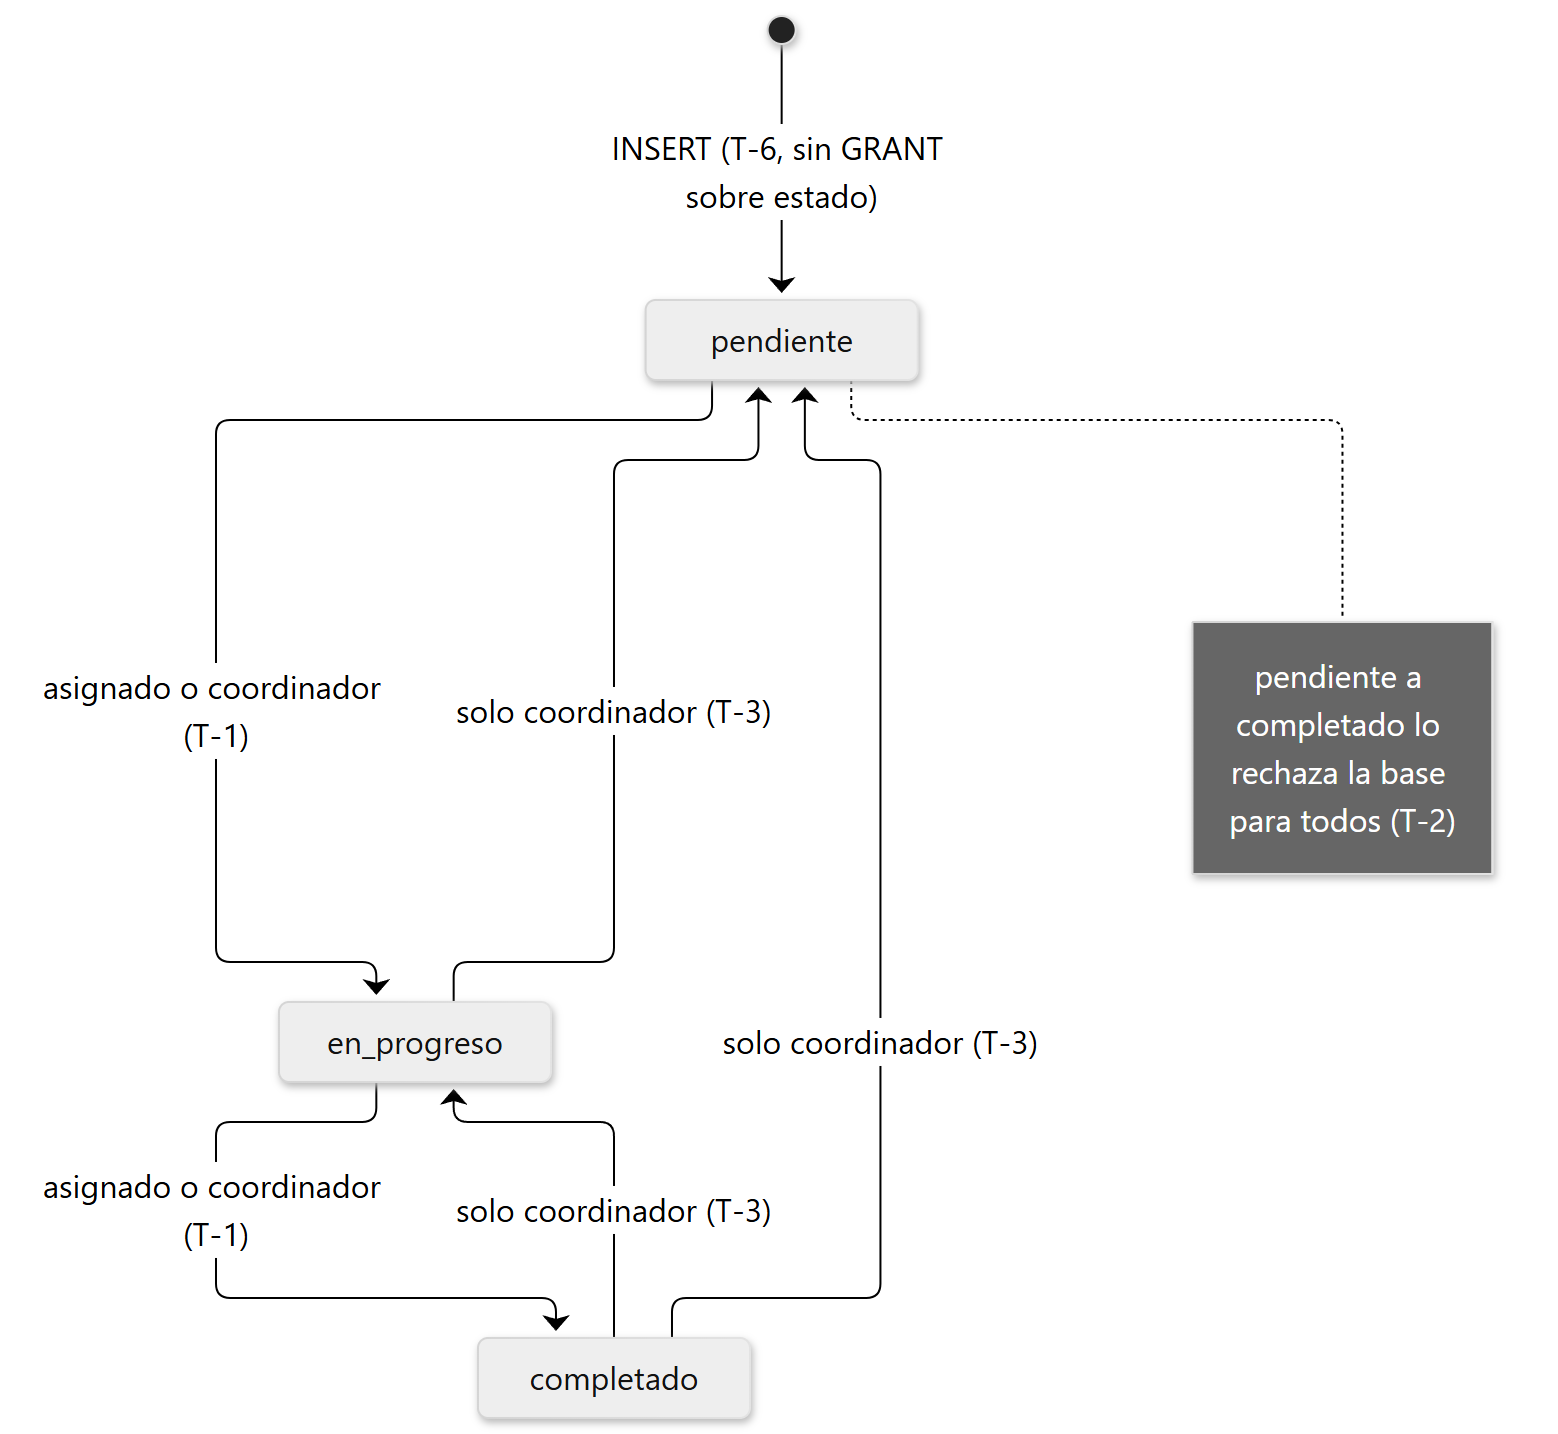 INSERT (T-6, sin GRANT
sobre estado)
pendiente
asignado o coordinador
(T-1)
solo coordinador (T-3)
pendiente a
completado lo
rechaza la base
para todos (T-2)
en_progreso
solo coordinador (T-3)
asignado o coordinador
(T-1)
solo coordinador (T-3)
completado